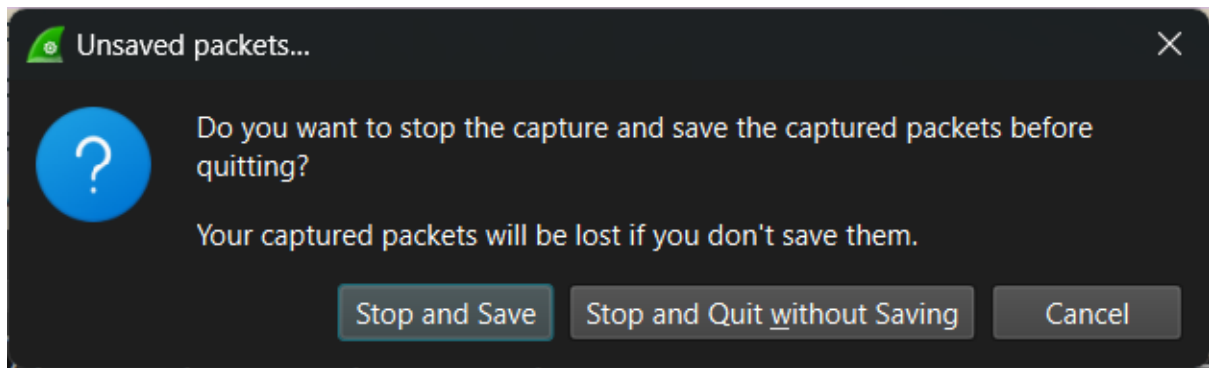 Unsaved packets...
Do you want to stop the capture and save the captured packets before
quitting?
Your captured packets will be lost if you don't save them.
Stop and Save
Stop and Quit without Saving
Cancel